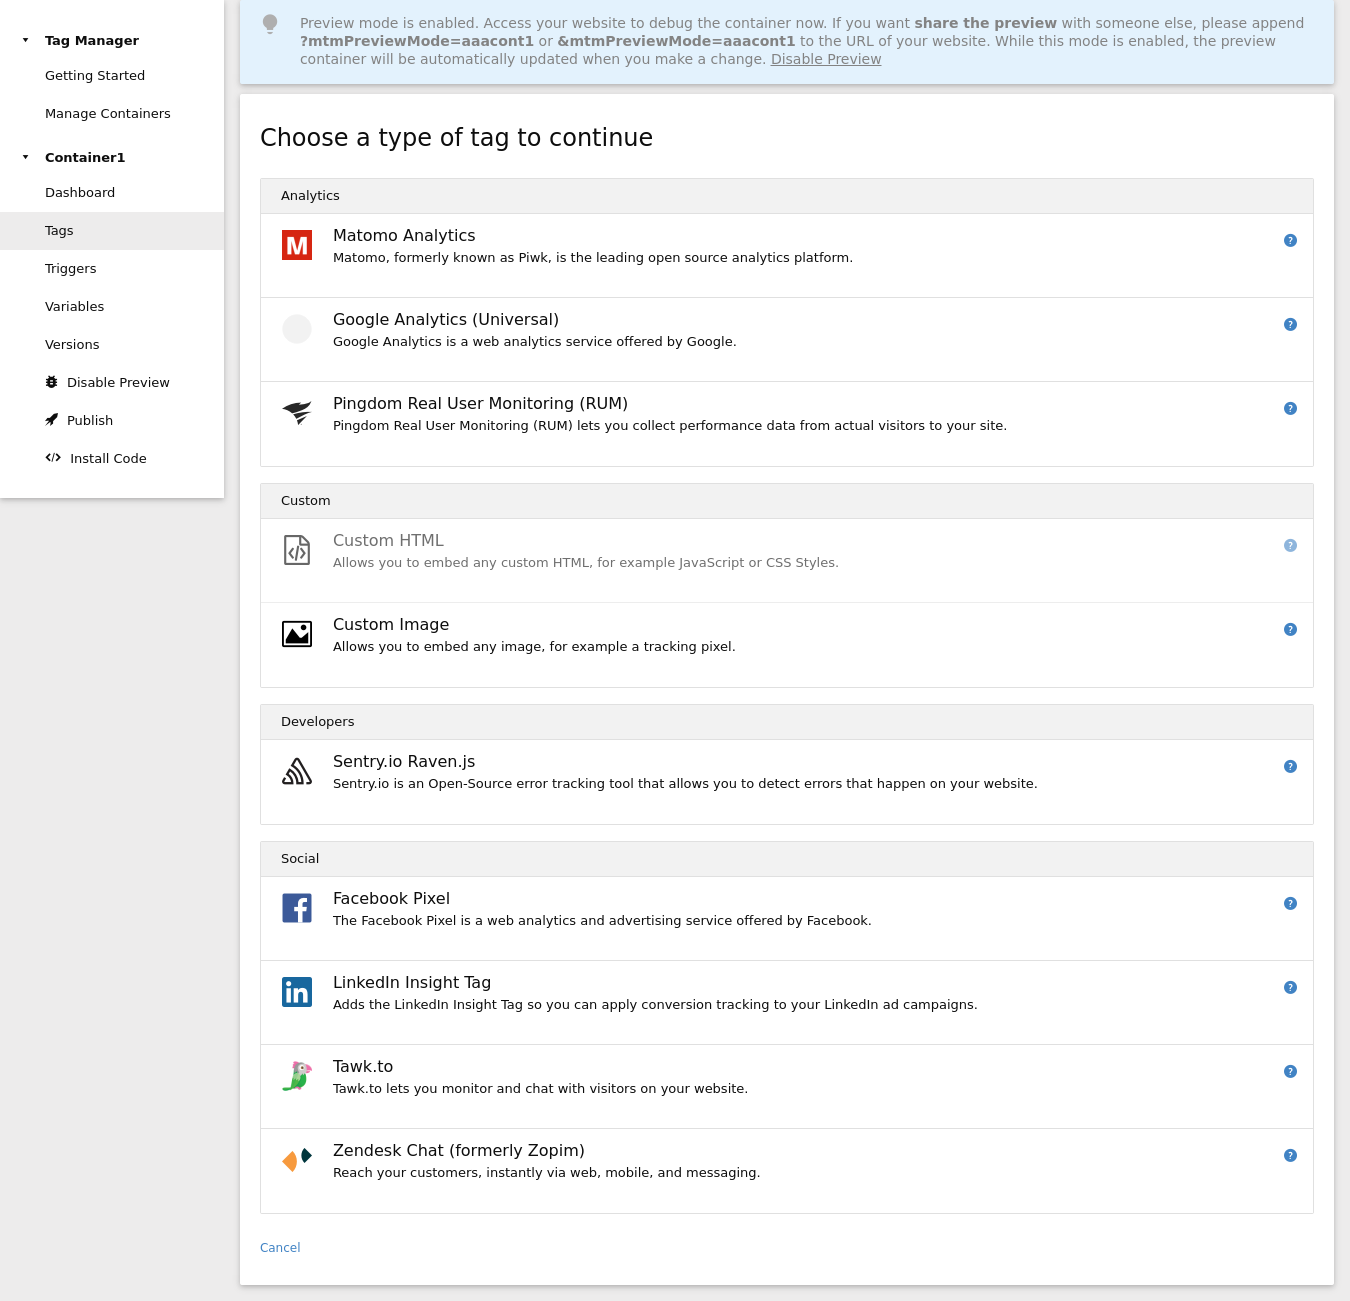 Tag Manager
Getting Started
Manage Containers
Container1
Dashboard
Tags
Triggers
Variables
Versions
Disable Preview
Publish
Install Code
Preview mode is enabled. Access your website to debug the container now. If you want share the preview with someone else, please append
?mtmPreviewMode=aaacont1 or &mtmPreviewMode=aaacont1 to the URL of your website. While this mode is enabled, the preview
container will be automatically updated when you make a change. Disable Preview
Choose a type of tag to continue
Analytics
M
Matomo Analytics
?
Matomo, formerly known as Piwk, is the leading open source analytics platform.
Google Analytics (Universal)
?
Google Analytics is a web analytics service offered by Google.
Pingdom Real User Monitoring (RUM)
?
Pingdom Real User Monitoring (RUM) lets you collect performance data from actual visitors to your site.
Custom
Custom HTML
?
Allows you to embed any custom HTML, for example JavaScript or CSS Styles.
Custom Image
?
Allows you to embed any image, for example a tracking pixel.
Developers
Sentry.io Raven.js
?
Sentry.io is an Open-Source error tracking tool that allows you to detect errors that happen on your website.
Social
f
Facebook Pixel
?
The Facebook Pixel is a web analytics and advertising service offered by Facebook.
in
LinkedIn Insight Tag
?
Adds the LinkedIn Insight Tag so you can apply conversion tracking to your LinkedIn ad campaigns.
Tawk.to
?
Tawk.to lets you monitor and chat with visitors on your website.
Zendesk Chat (formerly Zopim)
?
Reach your customers, instantly via web, mobile, and messaging.
Cancel